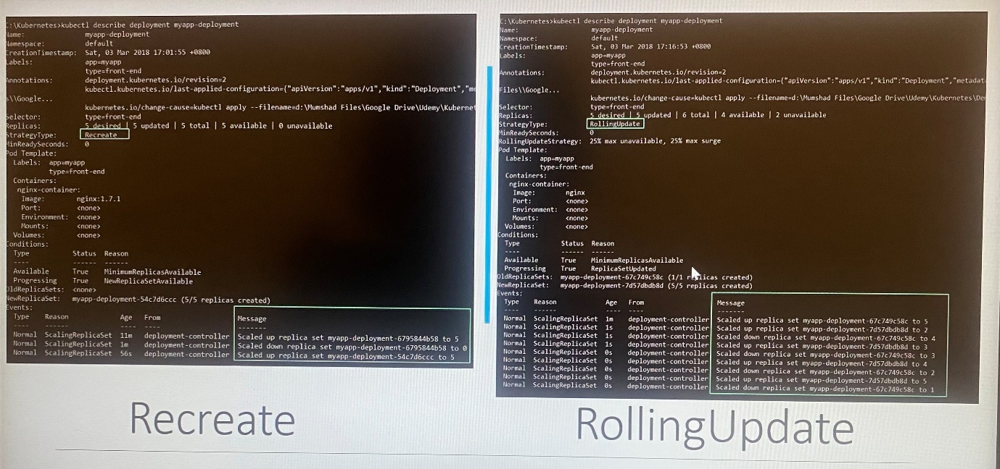 C:\Kubernetes>kubectl describe deployment myapp-deployment
Name: myapp-deployment
Namespace: default
CreationTimestamp: Sat, 03 Mar 2018 17:01:55 +0800
Labels: app=myapp
type=front-end
Annotations: deployment.kubernetes.io/revision=2
kubectl.kubernetes.io/last-applied-configuration={"apiVersion":"apps/v1","kind":"Deployment","me
s\\Google...
kubernetes.io/change-cause=kubectl apply --filename=d:\Mumshad Files\Google Drive\Udemy\Kubernet
Selector: type=front-end
Replicas: 5 desired | 5 updated | 5 total | 5 available | 0 unavailable
StrategyType: Recreate
MinReadySeconds: 0
Pod Template:
Labels: app=myapp
type=front-end
Containers:
nginx-container:
Image: nginx:1.7.1
Port: <none>
Environment: <none>
Mounts: <none>
Volumes: <none>
Conditions:
Type Status Reason
---- ------ ------
Available True MinimumReplicasAvailable
Progressing True NewReplicaSetAvailable
OldReplicaSets: <none>
NewReplicaSet: myapp-deployment-54c7d6ccc (5/5 replicas created)
Events:
Type Reason Age From Message
---- ------ ---- ---- -------
Normal ScalingReplicaSet 11m deployment-controller Scaled up replica set myapp-deployment-6795844b58 to 5
Normal ScalingReplicaSet 1m deployment-controller Scaled down replica set myapp-deployment-6795844b58 to 0
Normal ScalingReplicaSet 56s deployment-controller Scaled up replica set myapp-deployment-54c7d6ccc to 5
Recreate
C:\Kubernetes>kubectl describe deployment myapp-deployment
Name: myapp-deployment
Namespace: default
CreationTimestamp: Sat, 03 Mar 2018 17:16:53 +0800
Labels: app=myapp
type=front-end
Annotations: deployment.kubernetes.io/revision=2
kubectl.kubernetes.io/last-applied-configuration={"apiVersion":"apps/v1","kind":"Deployment","metadat
Files\\Google...
kubernetes.io/change-cause=kubectl apply --filename=d:\Mumshad Files\Google Drive\Udemy\Kubernetes\De
Selector: type=front-end
Replicas: 5 desired | 5 updated | 6 total | 4 available | 2 unavailable
StrategyType: RollingUpdate
MinReadySeconds: 0
RollingUpdateStrategy: 25% max unavailable, 25% max surge
Pod Template:
Labels: app=myapp
type=front-end
Containers:
nginx-container:
Image: nginx
Port: <none>
Environment: <none>
Mounts: <none>
Volumes: <none>
Conditions:
Type Status Reason
---- ------ ------
Available True MinimumReplicasAvailable
Progressing True ReplicaSetUpdated
OldReplicaSets: myapp-deployment-67c749c58c (1/1 replicas created)
NewReplicaSet: myapp-deployment-7d57dbdb8d (5/5 replicas created)
Events:
Type Reason Age From Message
---- ------ ---- ---- -------
Normal ScalingReplicaSet 1m deployment-controller Scaled up replica set myapp-deployment-67c749c58c to 5
Normal ScalingReplicaSet 1s deployment-controller Scaled up replica set myapp-deployment-7d57dbdb8d to 2
Normal ScalingReplicaSet 1s deployment-controller Scaled down replica set myapp-deployment-67c749c58c to 4
Normal ScalingReplicaSet 1s deployment-controller Scaled up replica set myapp-deployment-7d57dbdb8d to 3
Normal ScalingReplicaSet 0s deployment-controller Scaled down replica set myapp-deployment-67c749c58c to 3
Normal ScalingReplicaSet 0s deployment-controller Scaled up replica set myapp-deployment-7d57dbdb8d to 4
Normal ScalingReplicaSet 0s deployment-controller Scaled down replica set myapp-deployment-67c749c58c to 2
Normal ScalingReplicaSet 0s deployment-controller Scaled up replica set myapp-deployment-7d57dbdb8d to 5
Normal ScalingReplicaSet 0s deployment-controller Scaled down replica set myapp-deployment-67c749c58c to 1
RollingUpdate